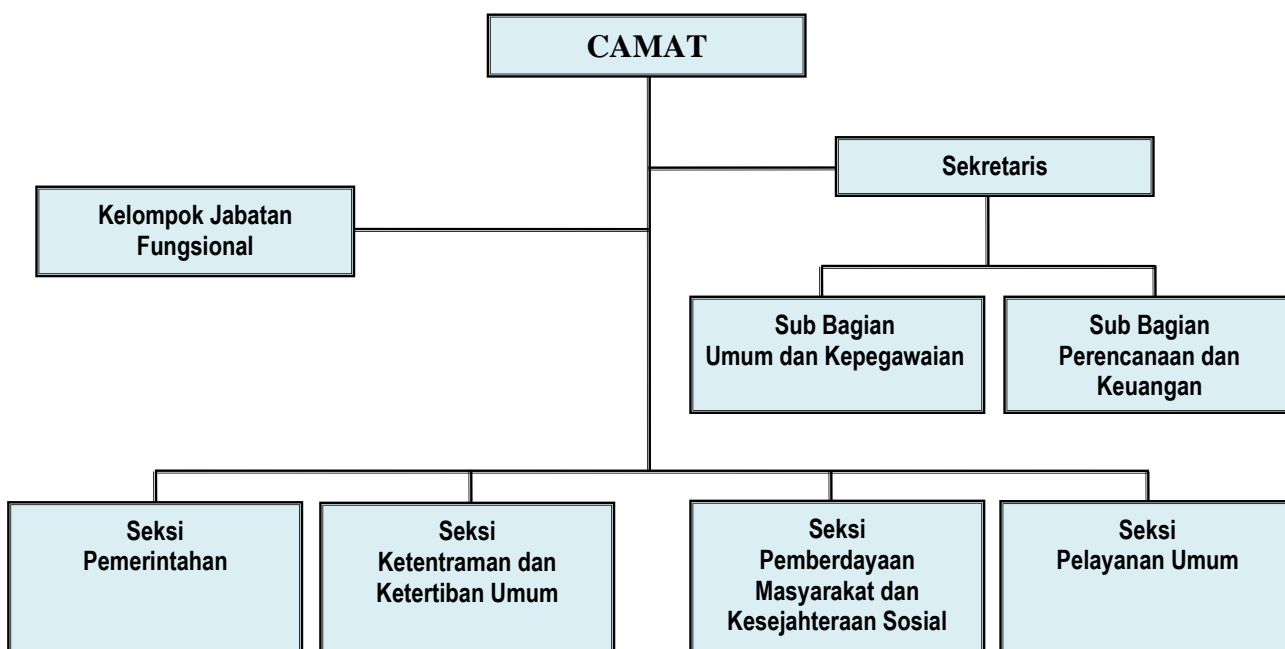 CAMAT
Sekretaris
Kelompok Jabatan
Fungsional
Sub Bagian
Umum dan Kepegawaian
Sub Bagian
Perencanaan dan
Keuangan
Seksi
Pemerintahan
Seksi
Ketentraman dan
Ketertiban Umum
Seksi
Pemberdayaan
Masyarakat dan
Kesejahteraan Sosial
Seksi
Pelayanan Umum